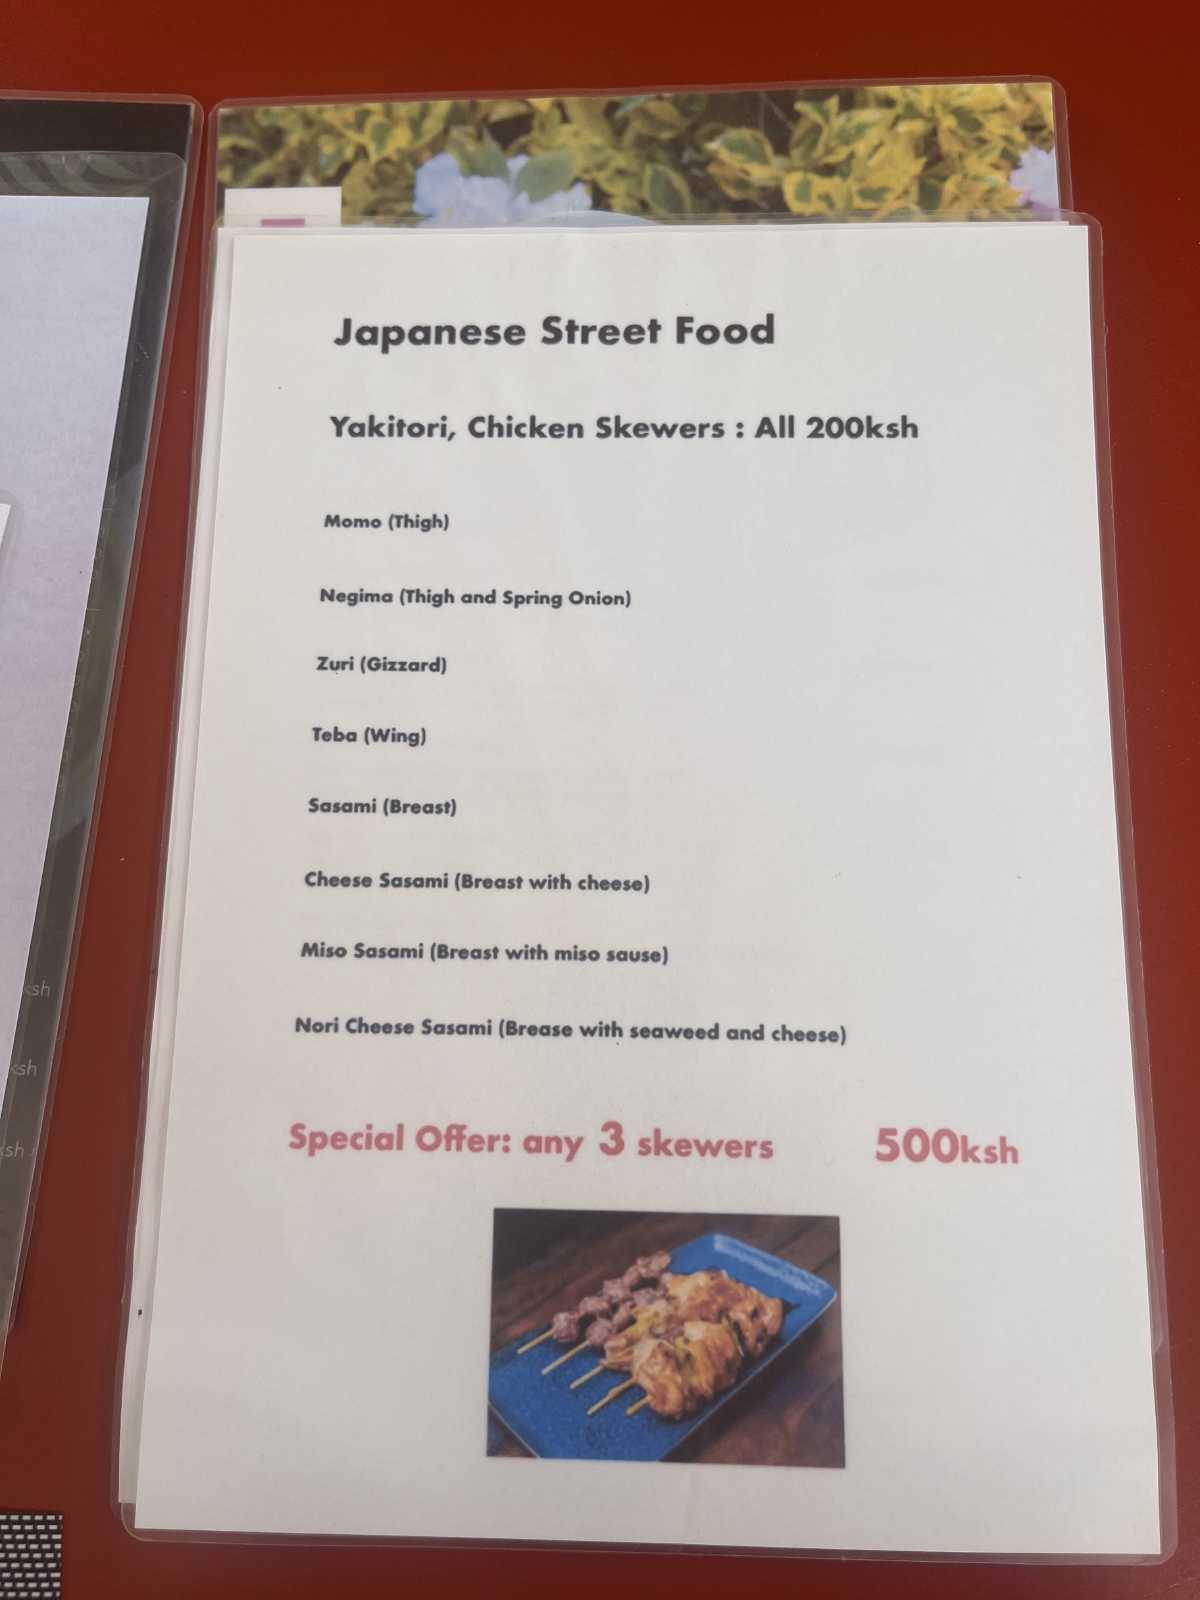 Japanese Street Food
Yakitori, Chicken Skewers : All 200ksh
Momo (Thigh)
Negima (Thigh and Spring Onion)
Zuri (Gizzard)
Teba (Wing)
Sasami (Breast)
Cheese Sasami (Breast with cheese)
Miso Sasami (Breast with miso sause)
Nori Cheese Sasami (Brease with seaweed and cheese)
Special Offer: any 3 skewers 500ksh
ksh
ksh
ksh